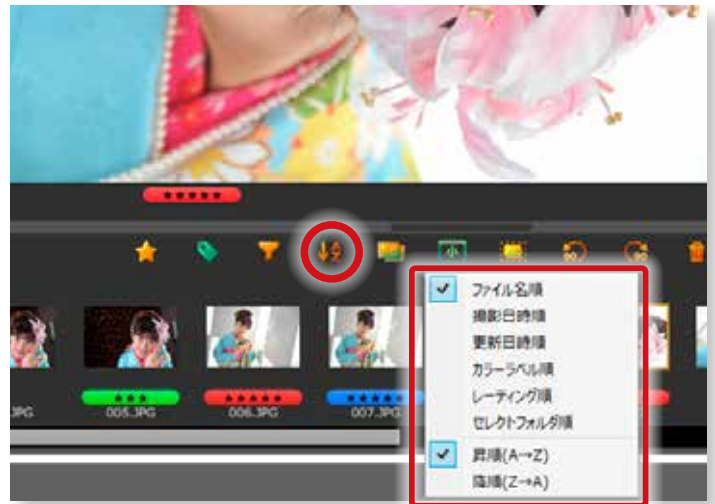 小
ファイル名順
撮影日時順
更新日時順
カラーラベル順
レーティング順
セレクトフォルダ順
昇順(A→Z)
降順(Z→A)
.JPG
005.JPG
006.JPG
007.JPG